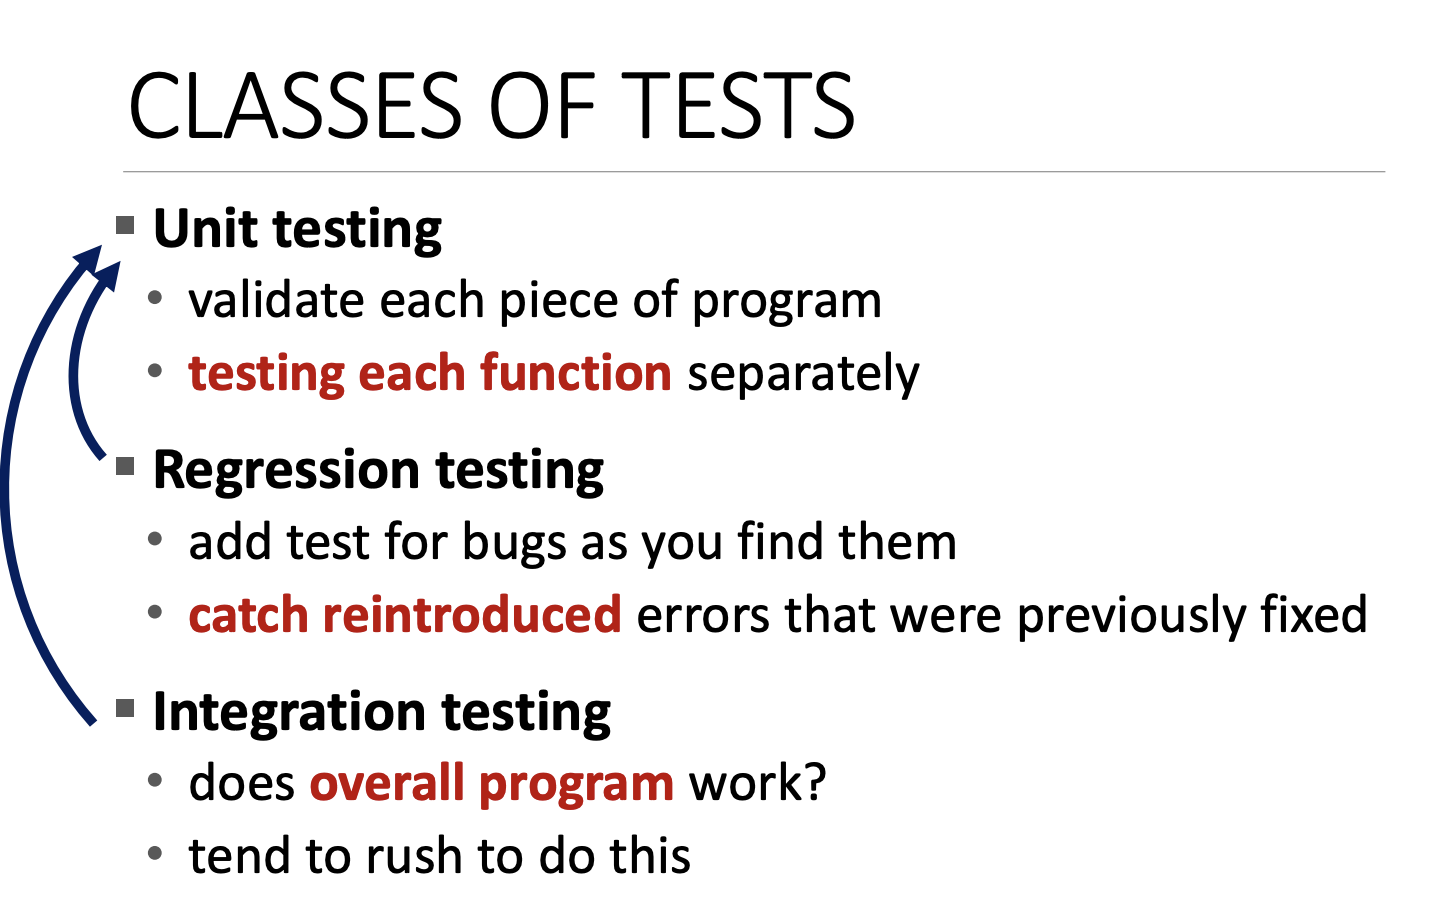 CLASSES OF TESTS
▪ Unit testing
• validate each piece of program
• testing each function separately
▪ Regression testing
• add test for bugs as you find them
• catch reintroduced errors that were previously fixed
▪ Integration testing
• does overall program work?
• tend to rush to do this